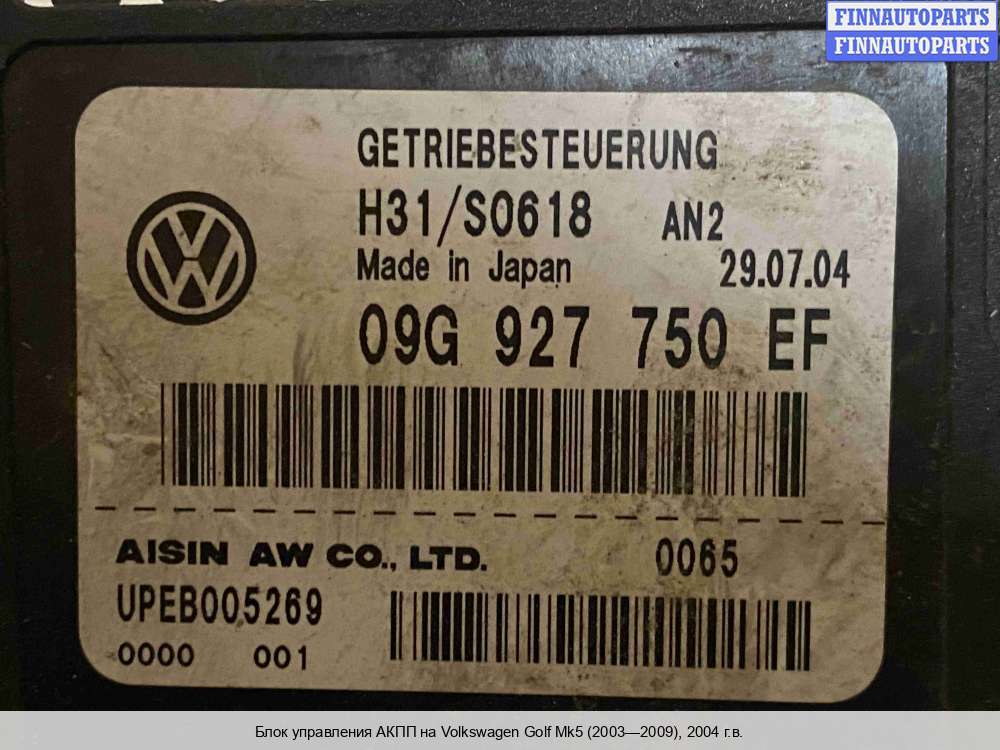 FINNAUTOPARTS
FINNAUTOPARTS
GETRIEBESTEUERUNG
H31/S0618 AN2
Made in Japan 29.07.04
09G 927 750 EF
AISIN AW CO., LTD. 0065
UPEB005269
0000 001
Блок управления АКПП на Volkswagen Golf Mk5 (2003—2009), 2004 г.в.